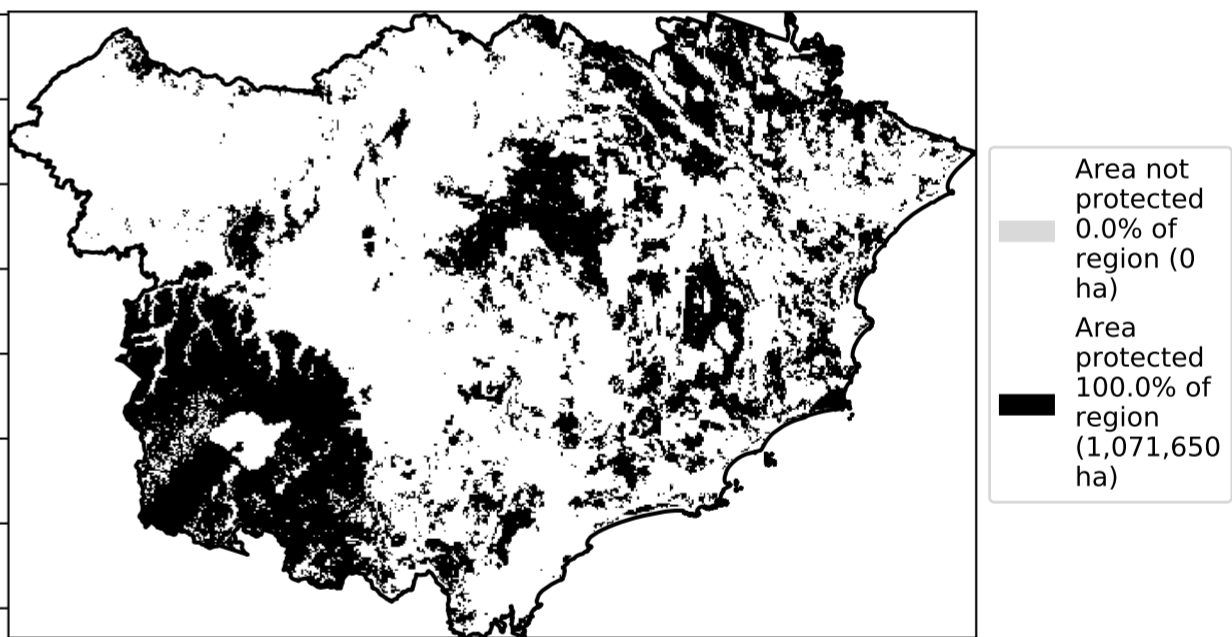 Area not
protected
0.0% of
region (0
ha)
Area
protected
100.0% of
region
(1,071,650
ha)